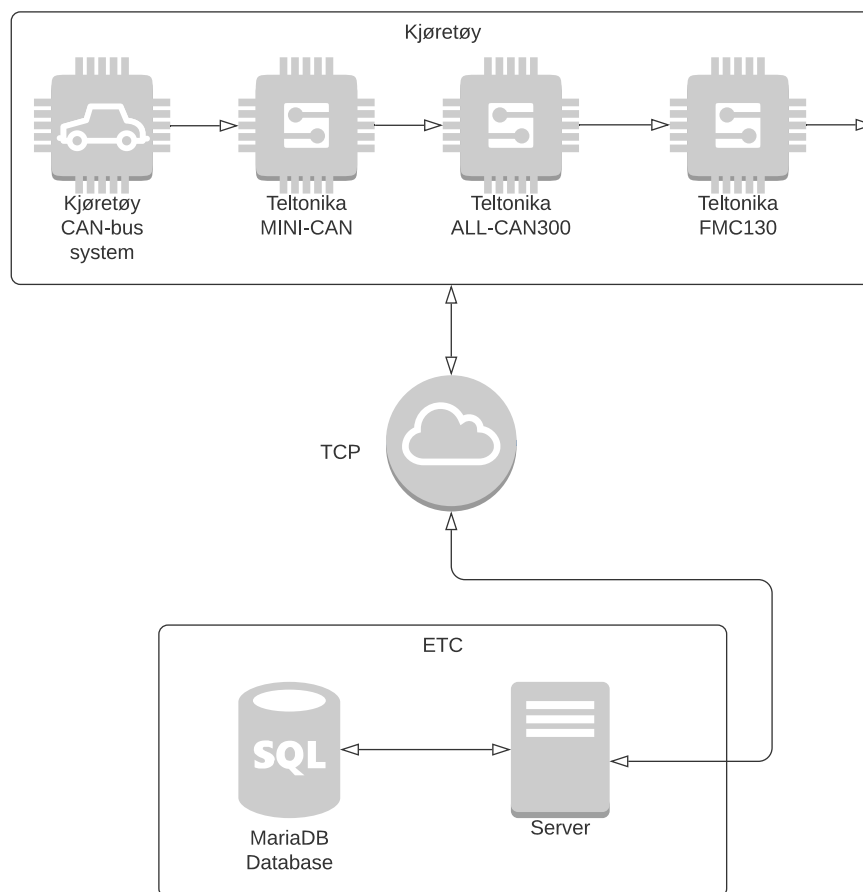 Kjøretøy
Kjøretøy
CAN-bus
system
Teltonika
MINI-CAN
Teltonika
ALL-CAN300
Teltonika
FMC130
TCP
ETC
SQL
MariaDB
Database
Server